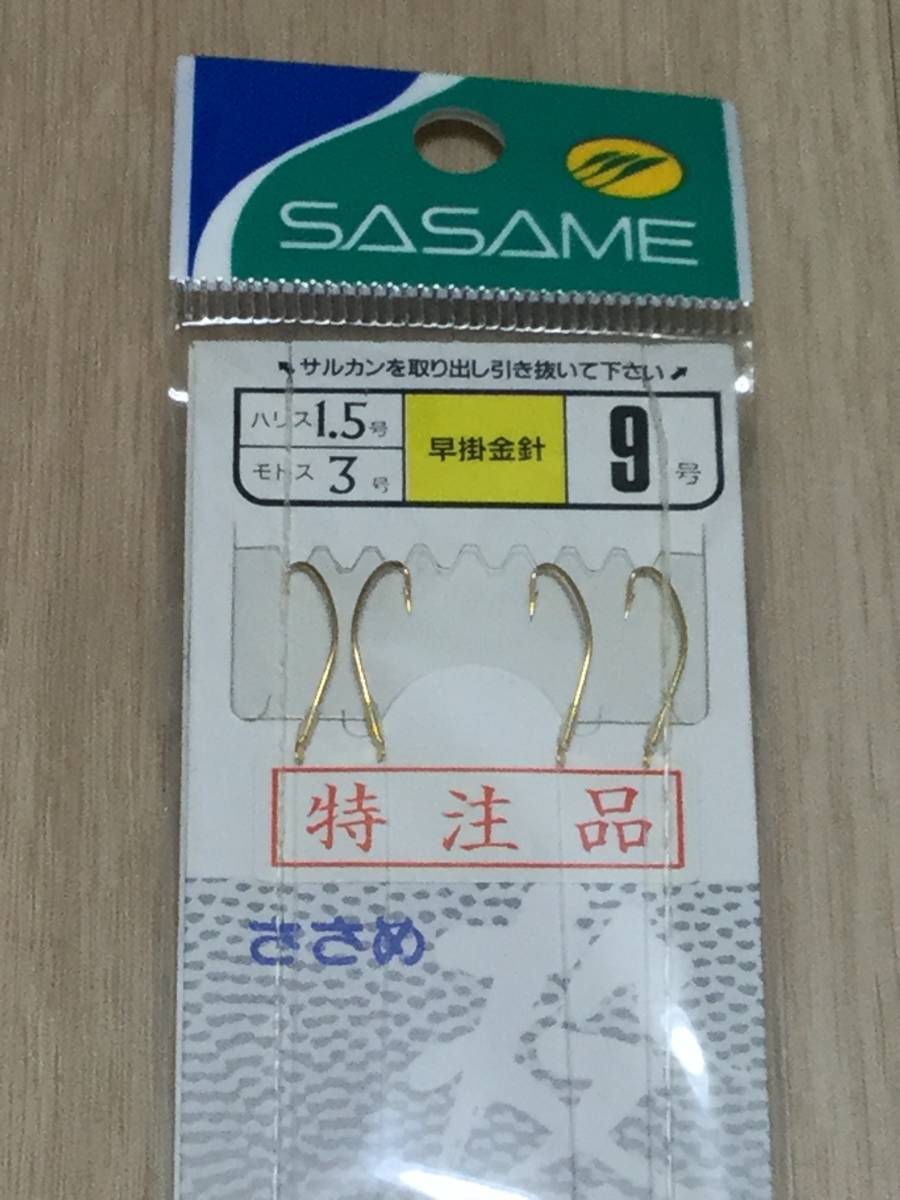 SASAME
サルカンを取り出し引き抜いて下さい
ハリス 1.5号
モトス 3号
早掛金針
9号
特注品
ささめ